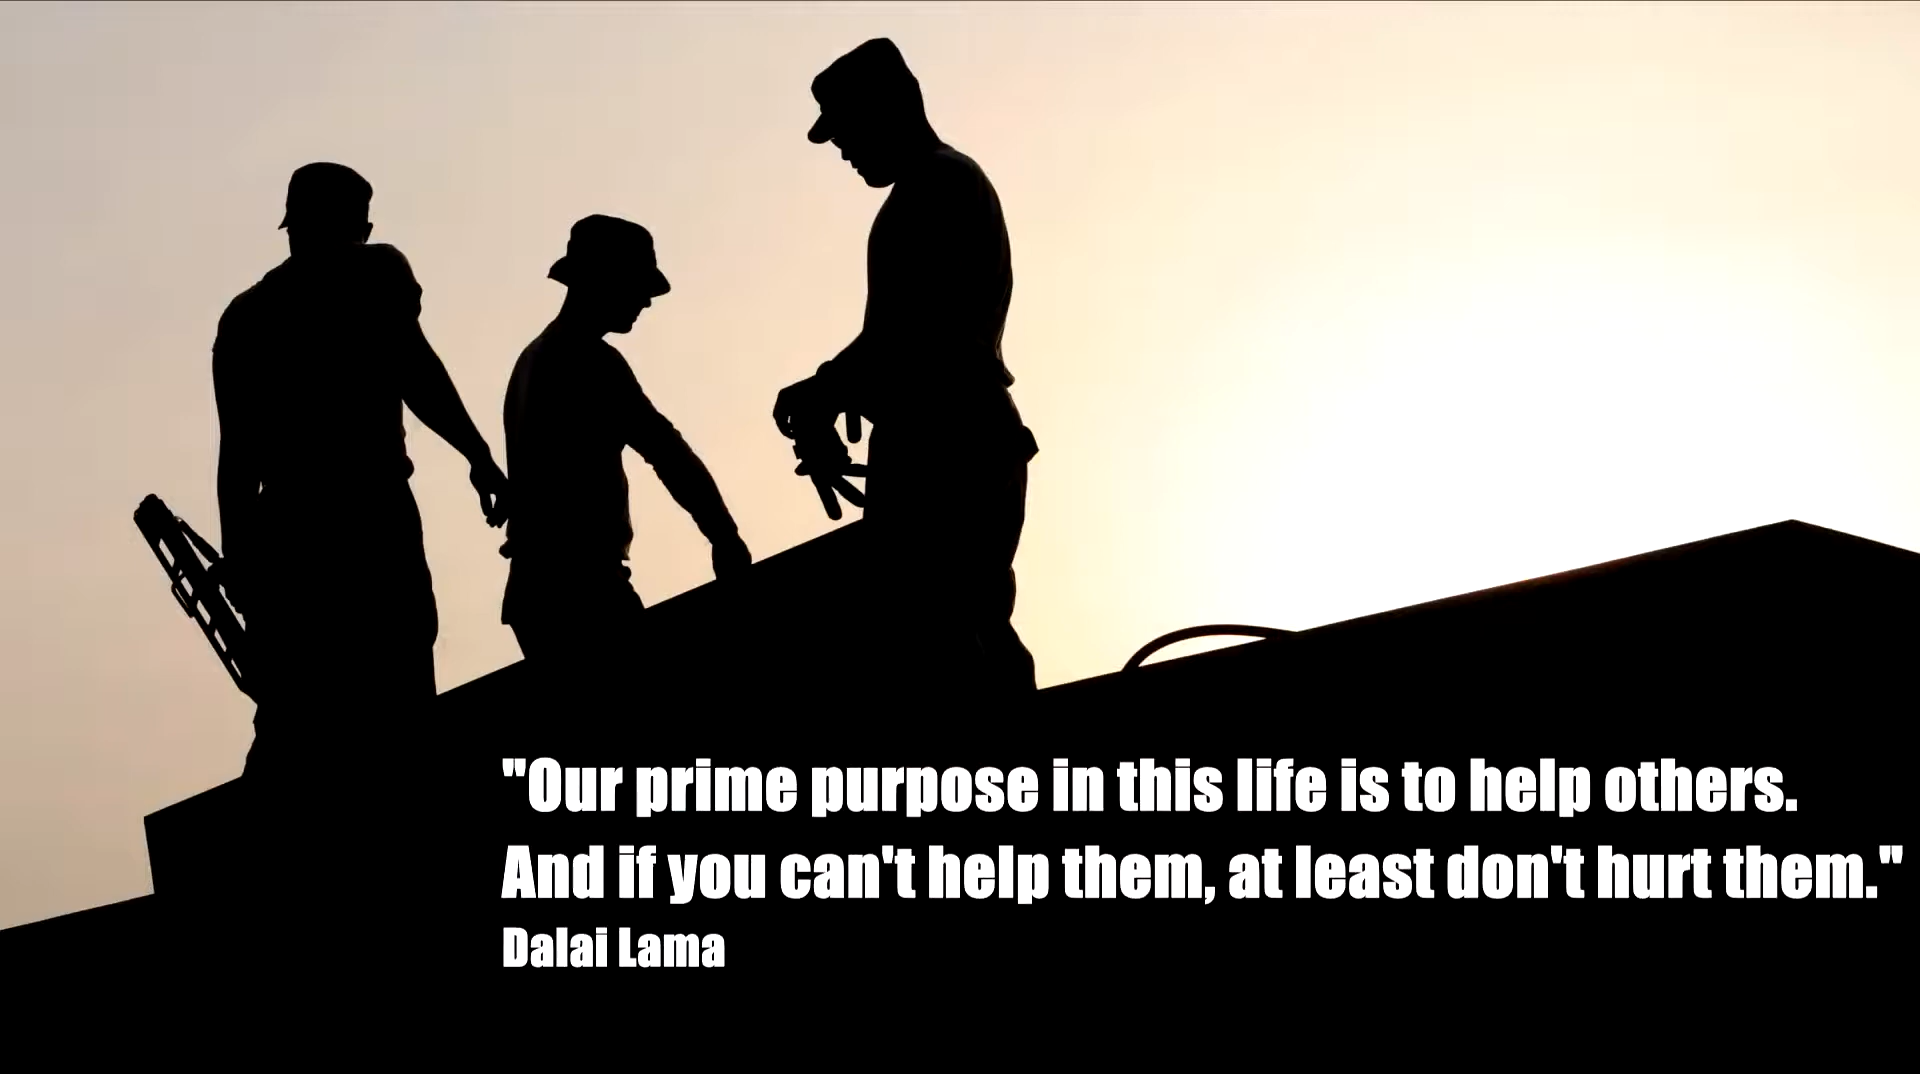 "Our prime purpose in this life is to help others.
And if you can't help them, at least don't hurt them."
Dalai Lama